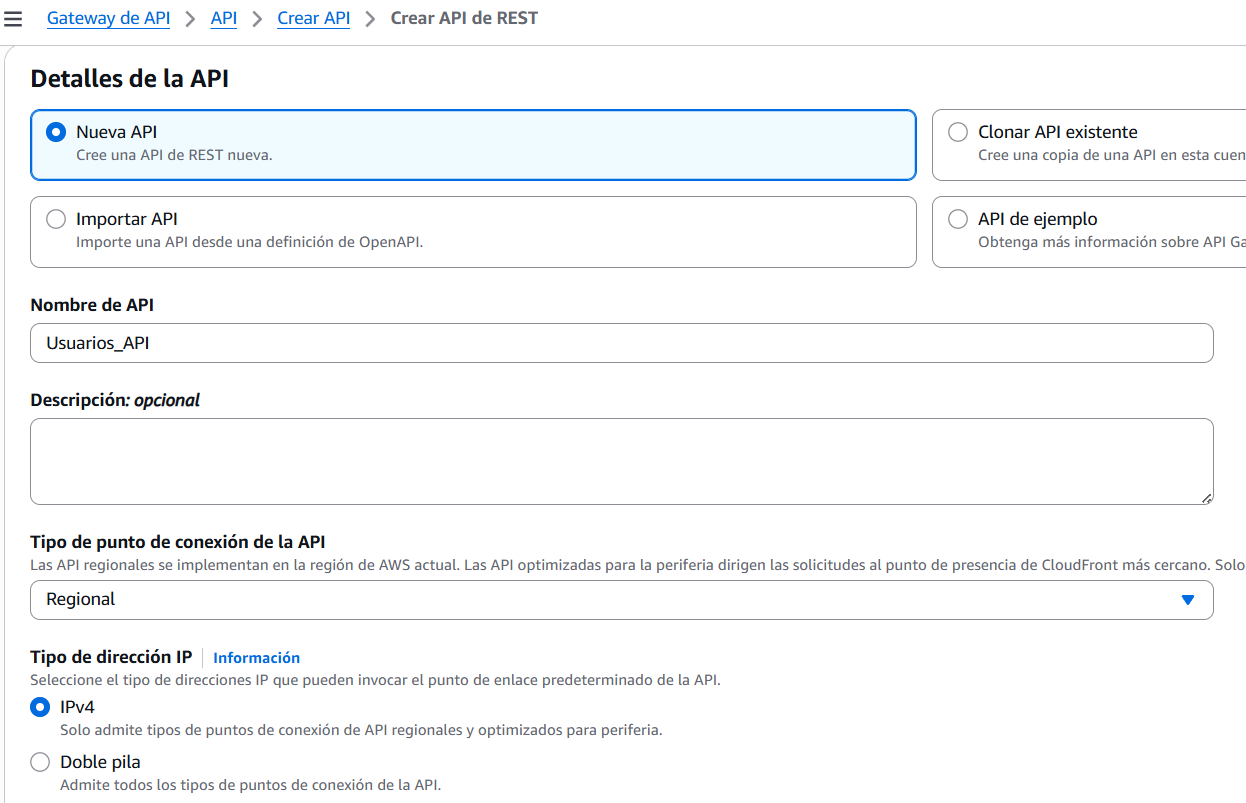 Gateway de API > API > Crear API > Crear API de REST
Detalles de la API
Nueva API
Cree una API de REST nueva.
Clonar API existente
Cree una copia de una API en esta cuen
Importar API
Importe una API desde una definición de OpenAPI.
API de ejemplo
Obtenga más información sobre API Ga
Nombre de API
Usuarios_API
Descripción: opcional
Tipo de punto de conexión de la API
Las API regionales se implementan en la región de AWS actual. Las API optimizadas para la periferia dirigen las solicitudes al punto de presencia de CloudFront más cercano. Solo
Regional
Tipo de dirección IP | Información
Seleccione el tipo de direcciones IP que pueden invocar el punto de enlace predeterminado de la API.
IPv4
Solo admite tipos de puntos de conexión de API regionales y optimizados para periferia.
Doble pila
Admite todos los tipos de puntos de conexión de la API.